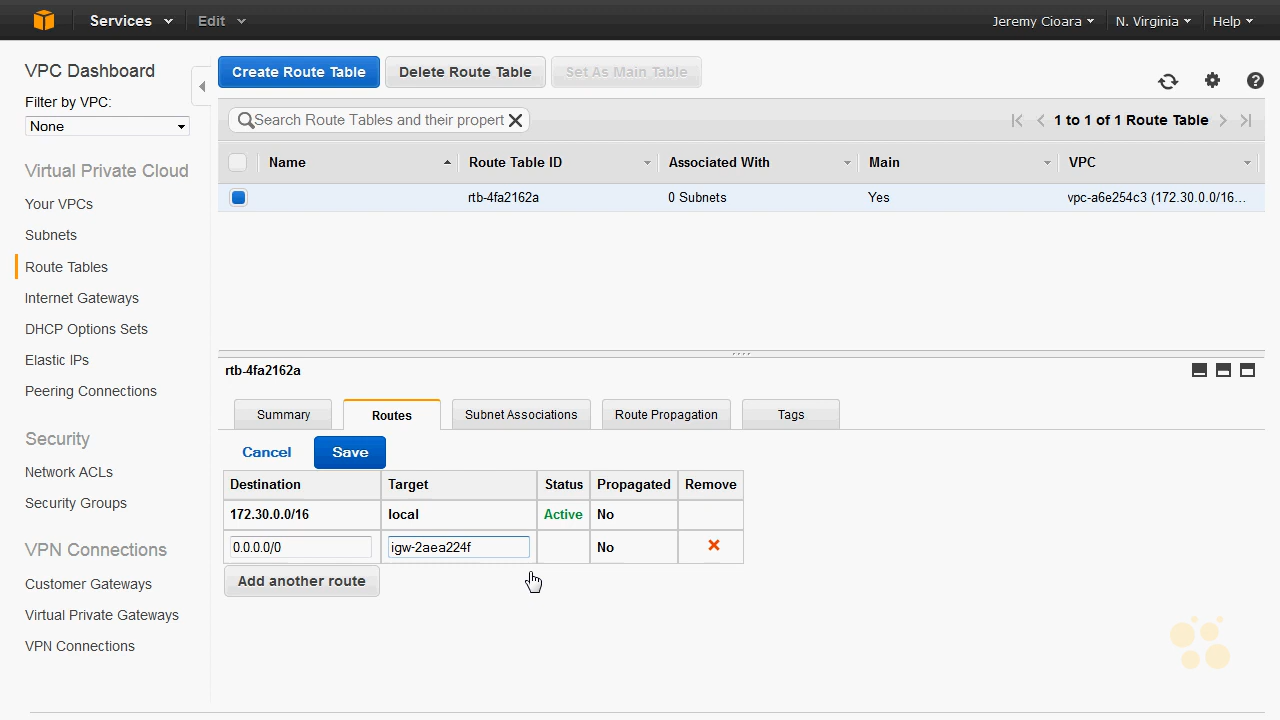 Services Edit Jeremy Cioara N. Virginia Help
VPC Dashboard
Filter by VPC:
None
Virtual Private Cloud
Your VPCs
Subnets
Route Tables
Internet Gateways
DHCP Options Sets
Elastic IPs
Peering Connections
Security
Network ACLs
Security Groups
VPN Connections
Customer Gateways
Virtual Private Gateways
VPN Connections
Create Route Table Delete Route Table Set As Main Table
Search Route Tables and their propert 1 to 1 of 1 Route Table
Name Route Table ID Associated With Main VPC
rtb-4fa2162a 0 Subnets Yes vpc-a6e254c3 (172.30.0.0/16...
rtb-4fa2162a
Summary Routes Subnet Associations Route Propagation Tags
Cancel Save
Destination Target Status Propagated Remove
172.30.0.0/16 local Active No
0.0.0.0/0 igw-2aea224f No
Add another route